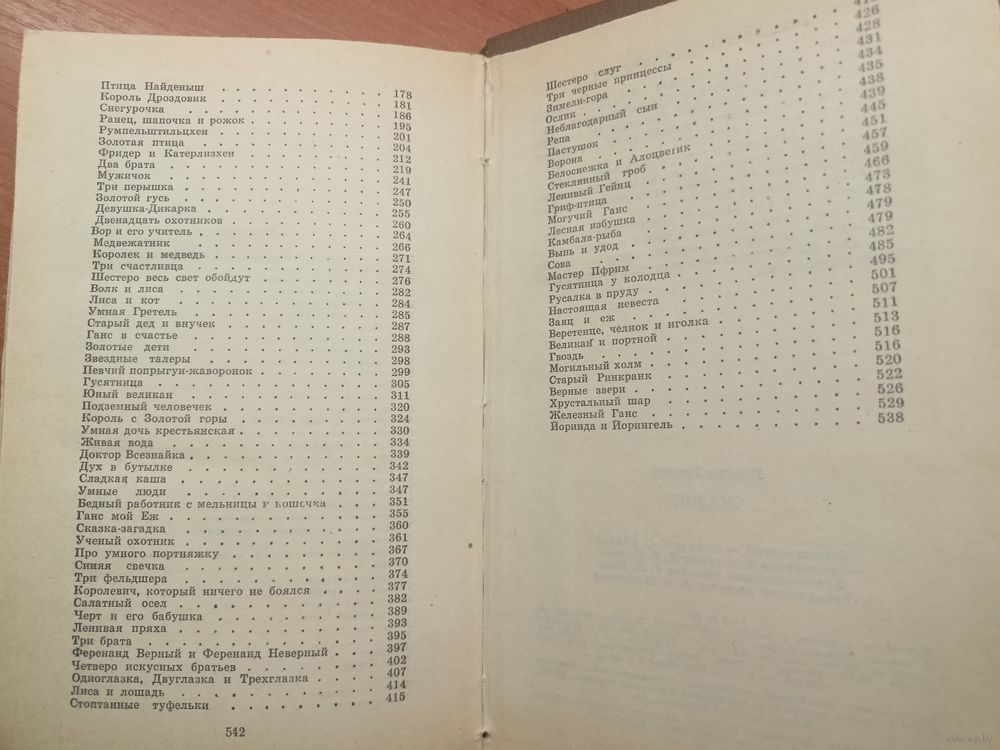 Птица Найденыш . . . . . . . . 178
Король Дроздовик . . . . . . . . 181
Снегурочка . . . . . . . . 186
Ранец, шапочка и рожок . . . . . . . . 195
Румпельштильцхен . . . . . . . . 201
Золотая птица . . . . . . . . 204
Фридер и Катерлизхен . . . . . . . . 212
Два брата . . . . . . . . 219
Мужичок . . . . . . . . 241
Три перышка . . . . . . . . 247
Золотой гусь . . . . . . . . 250
Девушка-Дикарка . . . . . . . . 255
Двенадцать охотников . . . . . . . . 260
Вор и его учитель . . . . . . . . 264
Медвежатник . . . . . . . . 266
Королек и медведь . . . . . . . . 271
Три счастливца . . . . . . . . 274
Шестеро весь свет обойдут . . . . . . 276
Волк и лиса . . . . . . . . 282
Лиса и кот . . . . . . . . 284
Умная Гретель . . . . . . . . 285
Старый дед и внучек . . . . . . . . 287
Ганс в счастье . . . . . . . . 288
Золотые дети . . . . . . . . 293
Звездные талеры . . . . . . . . 298
Певчий попрыгун-жаворонок . . . . . . 299
Гусятница . . . . . . . . 305
Юный великан . . . . . . . . 311
Подземный человечек . . . . . . . . 320
Король с Золотой горы . . . . . . . . 324
Умная дочь крестьянская . . . . . . . 330
Живая вода . . . . . . . . 334
Доктор Всезнайка . . . . . . . . 339
Дух в бутылке . . . . . . . . 342
Сладкая каша . . . . . . . . 347
Умные люди . . . . . . . . 347
Бедный работник с мельницы и кошечка . . . 351
Ганс мой Еж . . . . . . . . 355
Сказка-загадка . . . . . . . . 360
Ученый охотник . . . . . . . . 361
Про умного портняжку . . . . . . . . 367
Синяя свечка . . . . . . . . 370
Три фельдшера . . . . . . . . 374
Королевич, который ничего не боялся . . . . 377
Салатный осел . . . . . . . . 382
Черт и его бабушка . . . . . . . . 389
Ленивая пряха . . . . . . . . 393
Три брата . . . . . . . . 395
Ференанд Верный и Ференанд Неверный . . . 397
Четверо искусных братьев . . . . . . . 402
Одноглазка, Двуглазка и Трехглазка . . . . 407
Лиса и лошадь . . . . . . . . 414
Стоптанные туфельки . . . . . . . . 415
542
Шестеро слуг . . . . . . . .
Три черные принцессы . . . . . . . . 426
Зимели-гора . . . . . . . . 428
Ослик . . . . . . . . 431
Неблагодарный сын . . . . . . . . 434
Репа . . . . . . . . 435
Пастушок . . . . . . . . 438
Ворона . . . . . . . . 439
Белоснежка и Алоцветик . . . . . . . . 445
Стеклянный гроб . . . . . . . . 451
Ленивый Гейнц . . . . . . . . 457
Гриф-птица . . . . . . . . 459
Могучий Ганс . . . . . . . . 466
Лесная избушка . . . . . . . . 473
Камбала-рыба . . . . . . . . 478
Выпь и удод . . . . . . . . 479
Сова . . . . . . . . 479
Мастер Пфрим . . . . . . . . 482
Гусятница у колодца . . . . . . . . 485
Русалка в пруду . . . . . . . . 495
Настоящая невеста . . . . . . . . 501
Заяц и еж . . . . . . . . 507
Веретенце, челнок и иголка . . . . . . . 511
Великан и портной . . . . . . . . 513
Гвоздь . . . . . . . . 516
Могильный холм . . . . . . . . 516
Старый Ринкранк . . . . . . . . 520
Верные звери . . . . . . . . 522
Хрустальный шар . . . . . . . . 526
Железный Ганс . . . . . . . . 529
Йоринда и Йорингель . . . . . . . . 538
www.ay.by